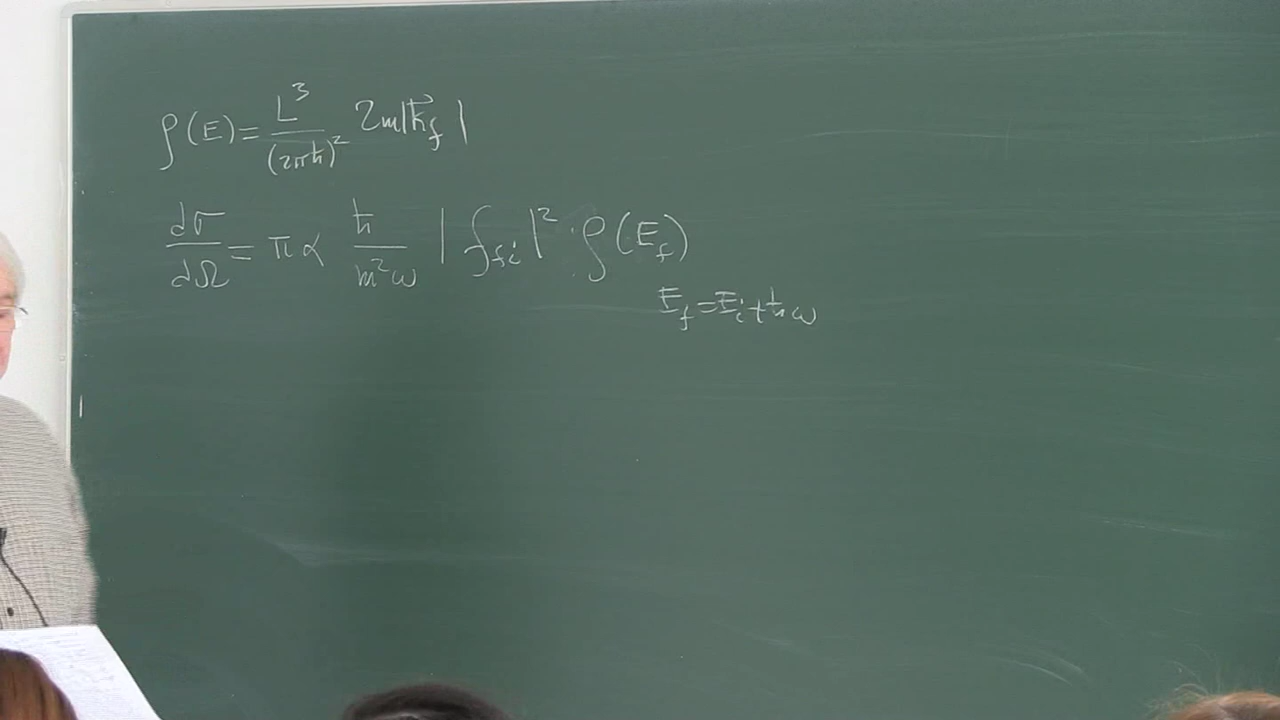 ρ(E) = L³/(2πħ)² 2m|k⃗_f|
dσ/dΩ = πα ħ/(m²ω) |f_fi|² · ρ(E_f)
E_f = E_i + ħω